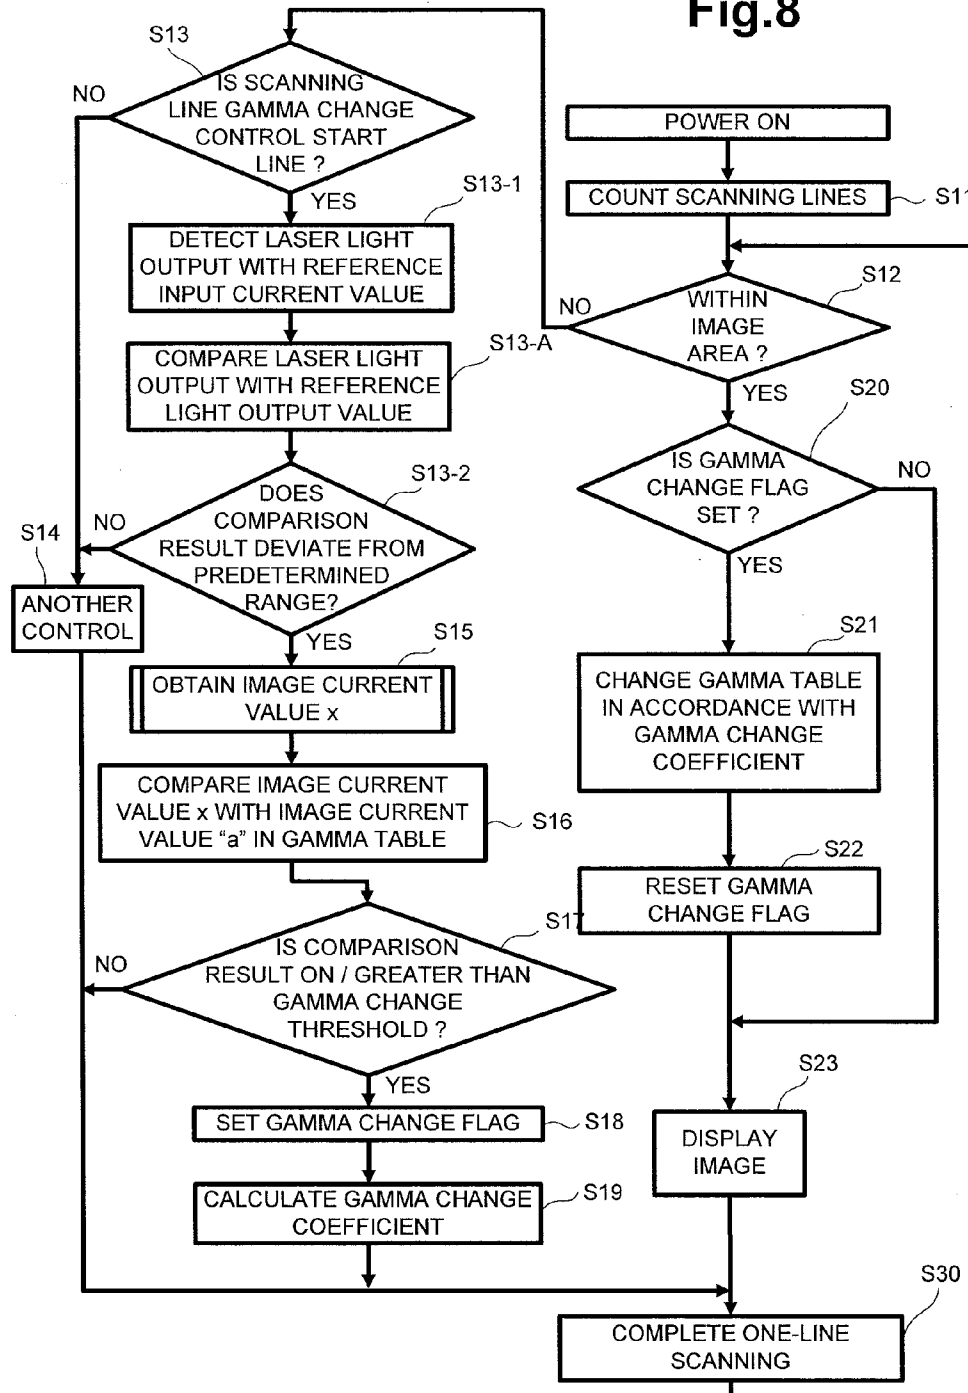 Fig.8
S13
IS SCANNING
LINE GAMMA CHANGE
CONTROL START
LINE ?
NO
YES
S13-1
DETECT LASER LIGHT
OUTPUT WITH REFERENCE
INPUT CURRENT VALUE
S13-A
COMPARE LASER LIGHT
OUTPUT WITH REFERENCE
LIGHT OUTPUT VALUE
S13-2
DOES
COMPARISON
RESULT DEVIATE FROM
PREDETERMINED
RANGE?
NO
YES
S14
ANOTHER
CONTROL
S15
OBTAIN IMAGE CURRENT
VALUE x
COMPARE IMAGE CURRENT
VALUE x WITH IMAGE CURRENT
VALUE “a” IN GAMMA TABLE
S16
S17
IS COMPARISON
RESULT ON / GREATER THAN
GAMMA CHANGE
THRESHOLD ?
NO
YES
SET GAMMA CHANGE FLAG
S18
CALCULATE GAMMA CHANGE
COEFFICIENT
S19
POWER ON
COUNT SCANNING LINES
S11
S12
WITHIN
IMAGE
AREA ?
NO
YES
S20
IS GAMMA
CHANGE FLAG
SET ?
NO
YES
S21
CHANGE GAMMA TABLE
IN ACCORDANCE WITH
GAMMA CHANGE
COEFFICIENT
S22
RESET GAMMA
CHANGE FLAG
S23
DISPLAY
IMAGE
S30
COMPLETE ONE-LINE
SCANNING